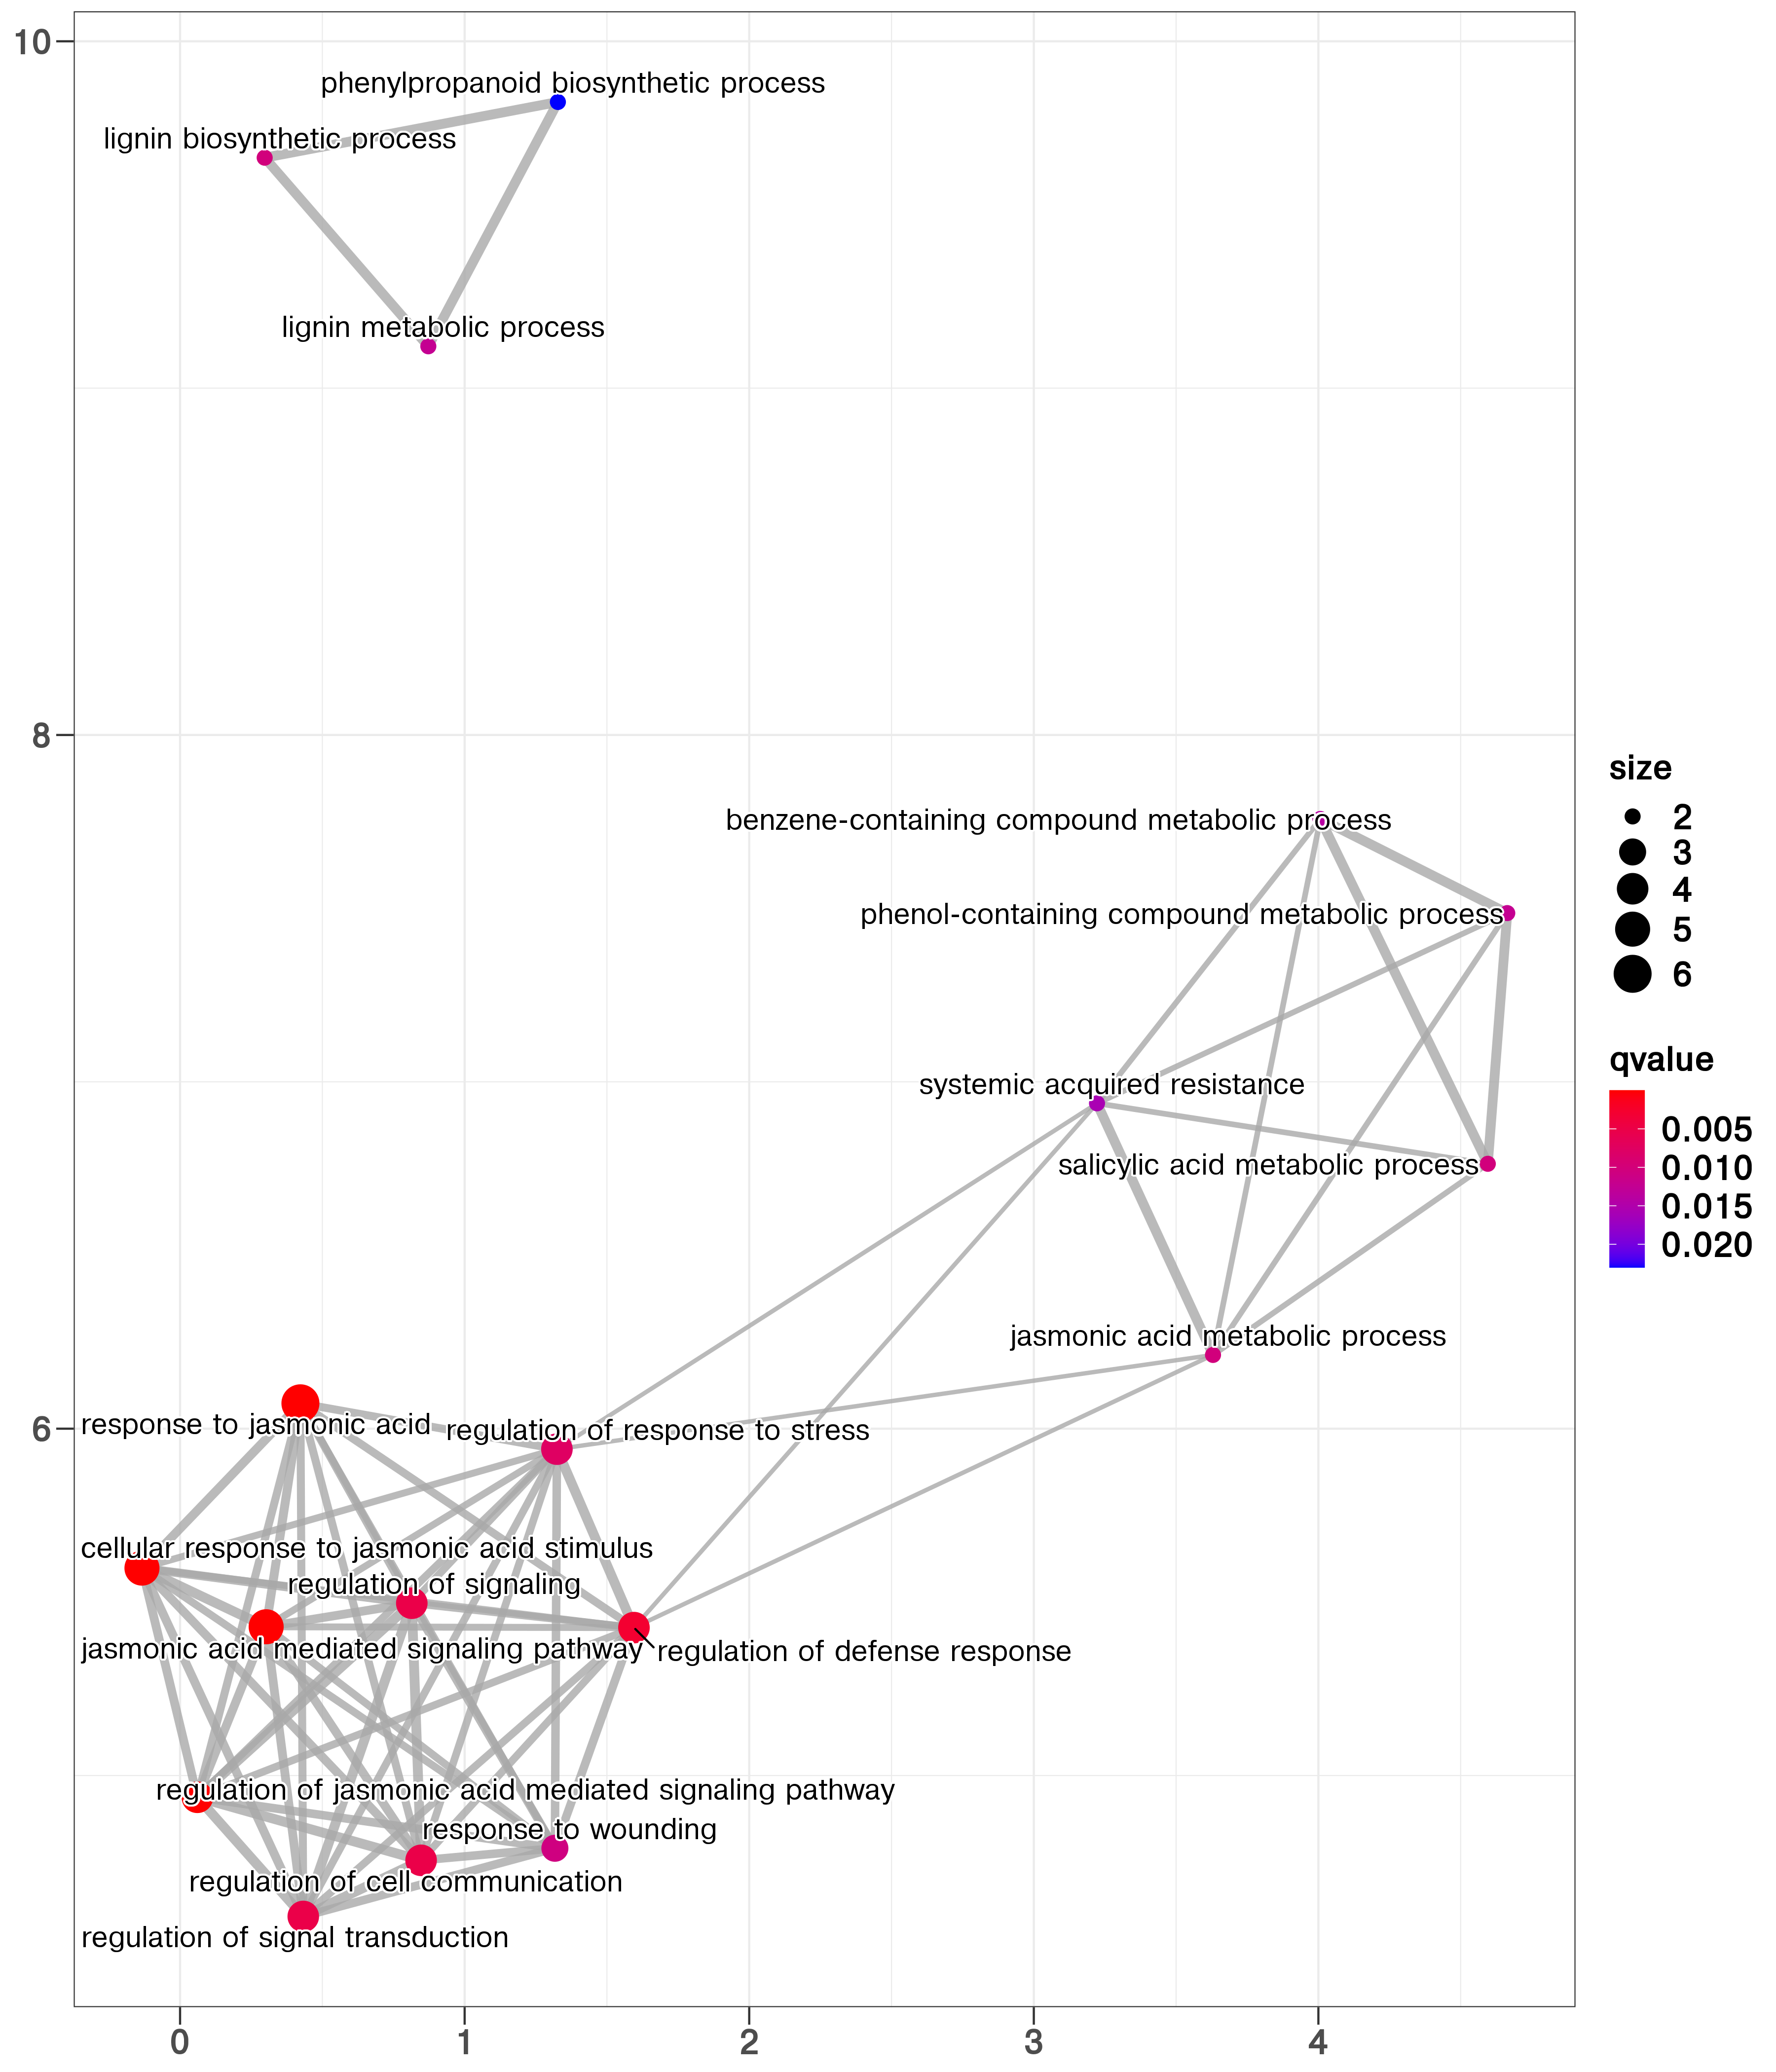 10
phenylpropanoid biosynthetic process
lignin biosynthetic process
lignin metabolic process
8
benzene-containing compound metabolic process
phenol-containing compound metabolic process
systemic acquired resistance
salicylic acid metabolic process
jasmonic acid metabolic process
6
response to jasmonic acid
regulation of response to stress
cellular response to jasmonic acid stimulus
regulation of signaling
jasmonic acid mediated signaling pathway
regulation of defense response
regulation of jasmonic acid mediated signaling pathway
response to wounding
regulation of cell communication
regulation of signal transduction
0 1 2 3 4
size
2
3
4
5
6
qvalue
0.005
0.010
0.015
0.020